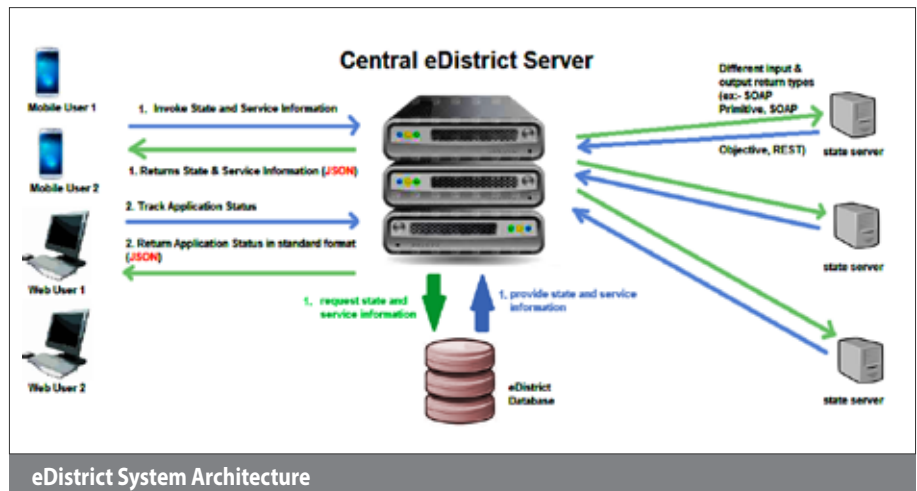 Central eDistrict Server
Mobile User 1
Mobile User 2
Web User 1
Web User 2
1. Invoke State and Service Information
1. Returns State & Service Information (JSON)
2. Track Application Status
2. Return Application Status in standard format
(JSON)
1. request state and
service information
1. provide state and service
information
eDistrict
Database
Different input &
output return types
(ex:- SOAP
Primitive, SOAP
Objective, REST)
state server
state server
state server
eDistrict System Architecture